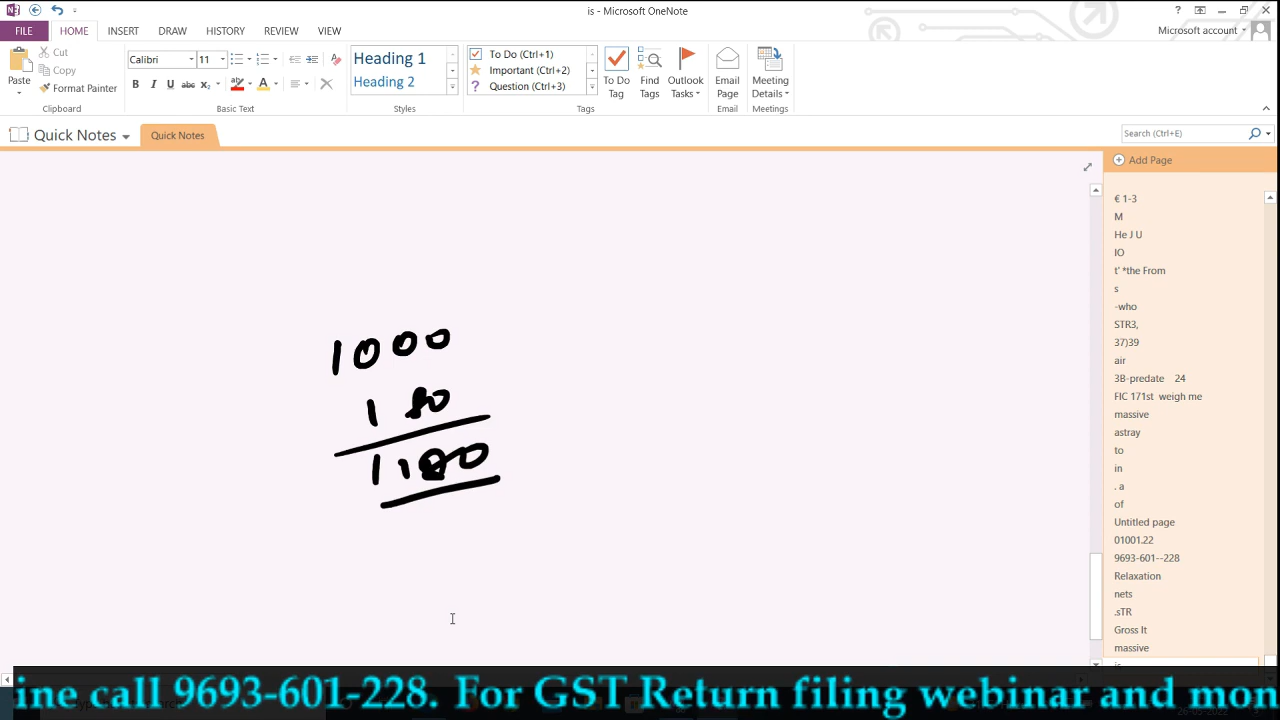 is - Microsoft OneNote
FILE HOME INSERT DRAW HISTORY REVIEW VIEW Microsoft account
Paste
Cut
Copy
Format Painter
Clipboard
Calibri 11
B I U abc X₂
Basic Text
Heading 1
Heading 2
Styles
To Do (Ctrl+1)
Important (Ctrl+2)
Question (Ctrl+3)
Tags
To Do Tag
Find Tags
Outlook Tasks
Email Page
Email
Meeting Details
Meetings
Quick Notes
Quick Notes
Search (Ctrl+E)
Add Page
€ 1-3
M
He J U
IO
t' *the From
s
-who
STR3,
37)39
air
3B-predate 24
FIC 171st weigh me
massive
astray
to
in
. a
of
Untitled page
01001.22
9693-601--228
Relaxation
nets
.sTR
Gross It
massive
is
1000
180
1180
ine call 9693-601-228. For GST Return filing webinar and mon